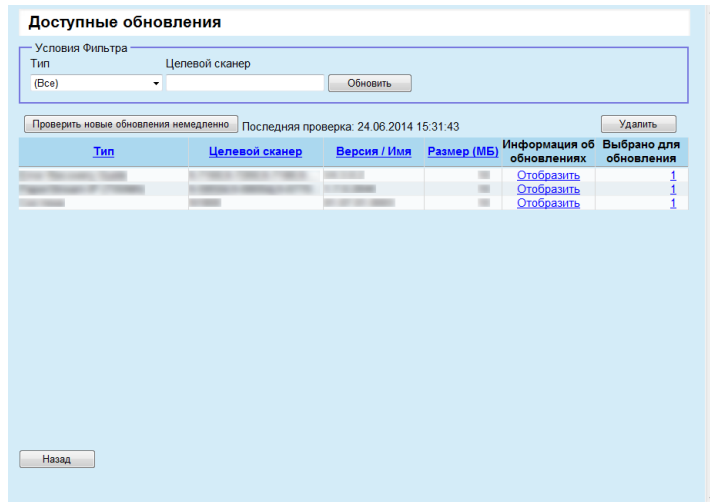 Доступные обновления
Условия Фильтра
Тип Целевой сканер
(Все) Обновить
Проверить новые обновления немедленно Последняя проверка: 24.06.2014 15:31:43 Удалить
Тип Целевой сканер Версия / Имя Размер (МБ) Информация об обновлениях Выбрано для обновления
Отобразить 1
Отобразить 1
Отобразить 1
Назад